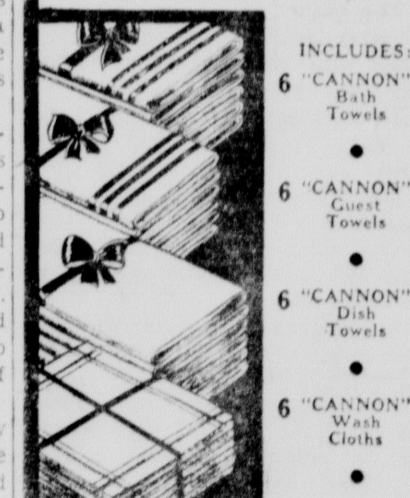 INCLUDES:
6 "CANNON"
Bath
Towels
6 "CANNON"
Guest
Towels
6 "CANNON"
Dish
Towels
6 "CANNON"
Wash
Cloths